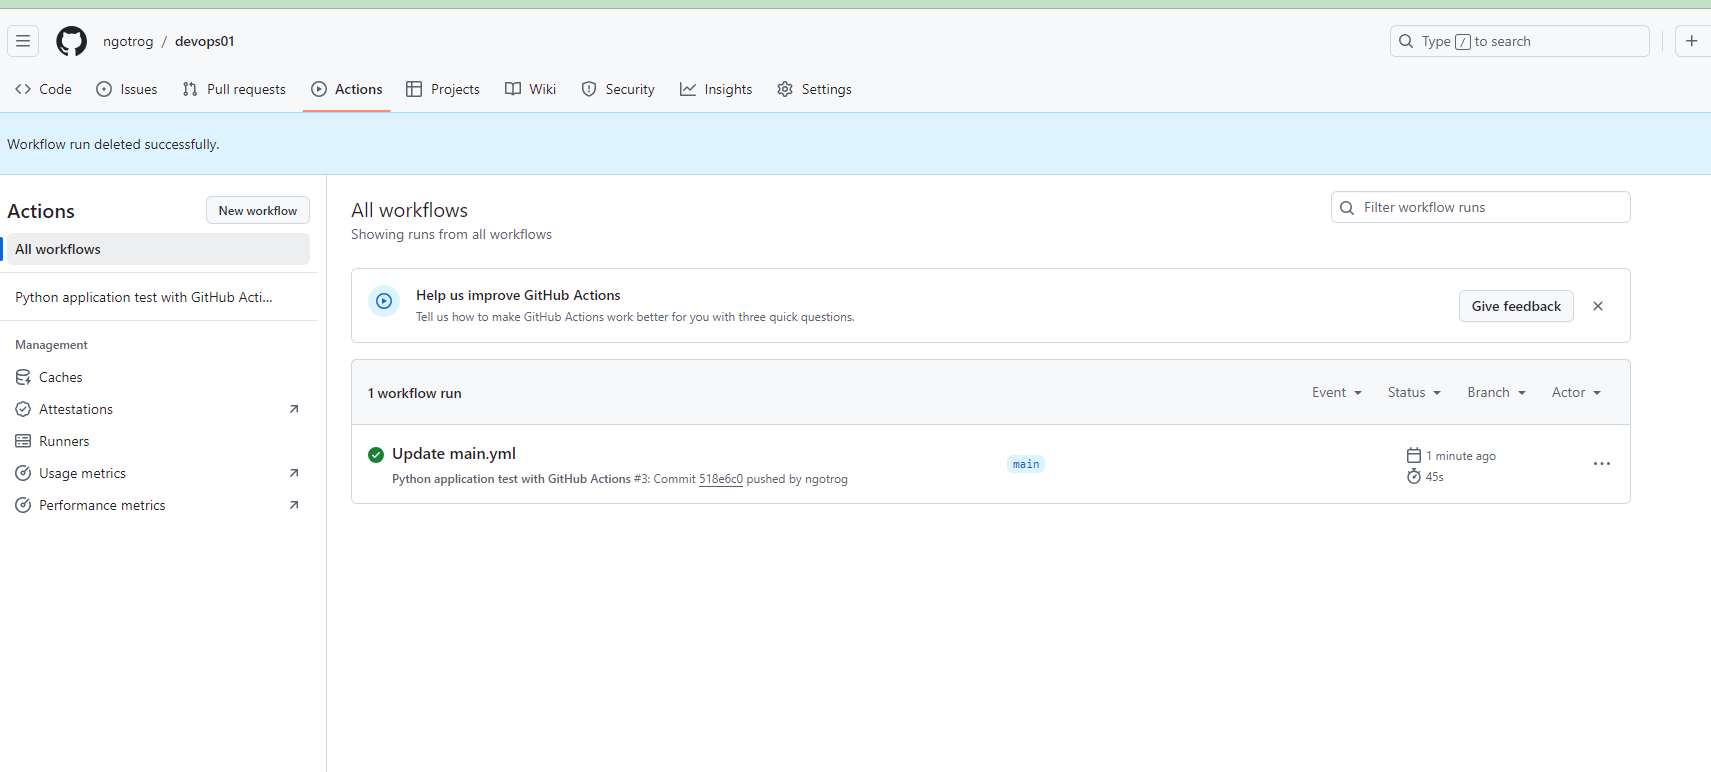 ngotrog / devops01
Type / to search
Code Issues Pull requests Actions Projects Wiki Security Insights Settings
Workflow run deleted successfully.
Actions
New workflow
All workflows
Python application test with GitHub Acti...
Management
Caches
Attestations
Runners
Usage metrics
Performance metrics
All workflows
Showing runs from all workflows
Filter workflow runs
Help us improve GitHub Actions
Tell us how to make GitHub Actions work better for you with three quick questions.
Give feedback
1 workflow run
Event Status Branch Actor
Update main.yml
Python application test with GitHub Actions #3: Commit 518e6c0 pushed by ngotrog
main
1 minute ago
45s